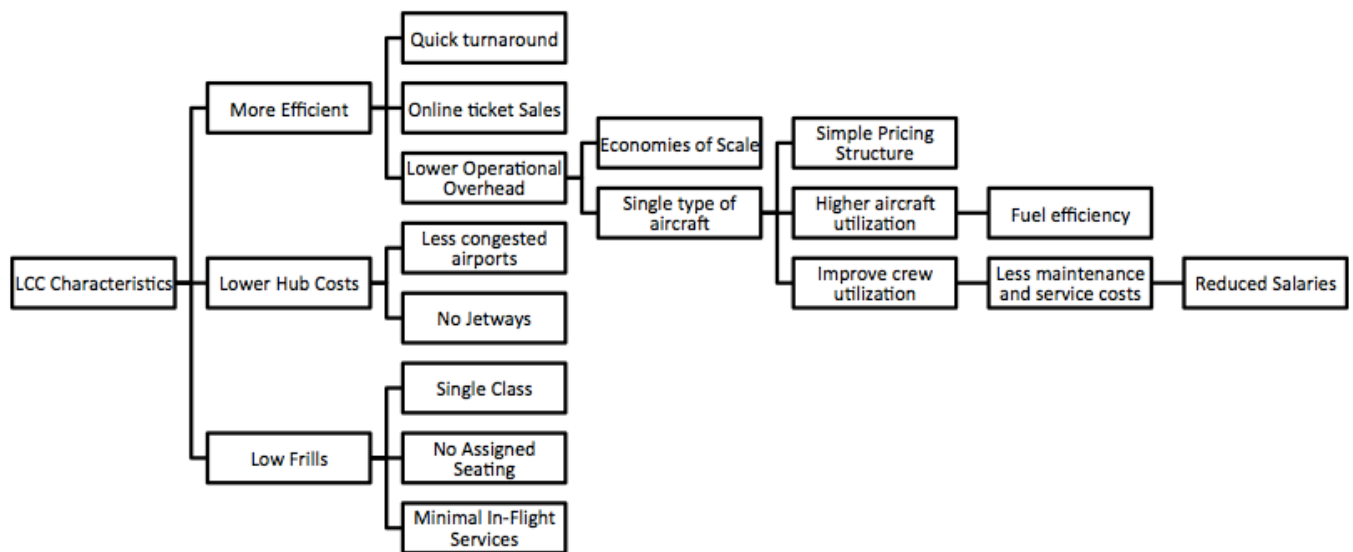 Quick turnaround
More Efficient
Online ticket Sales
Economies of Scale
Simple Pricing
Structure
Lower Operational
Overhead
Single type of
aircraft
Higher aircraft
utilization
Fuel efficiency
Less congested
airports
LCC Characteristics
Lower Hub Costs
Improve crew
utilization
Less maintenance
and service costs
Reduced Salaries
No Jetways
Single Class
Low Frills
No Assigned
Seating
Minimal In-Flight
Services